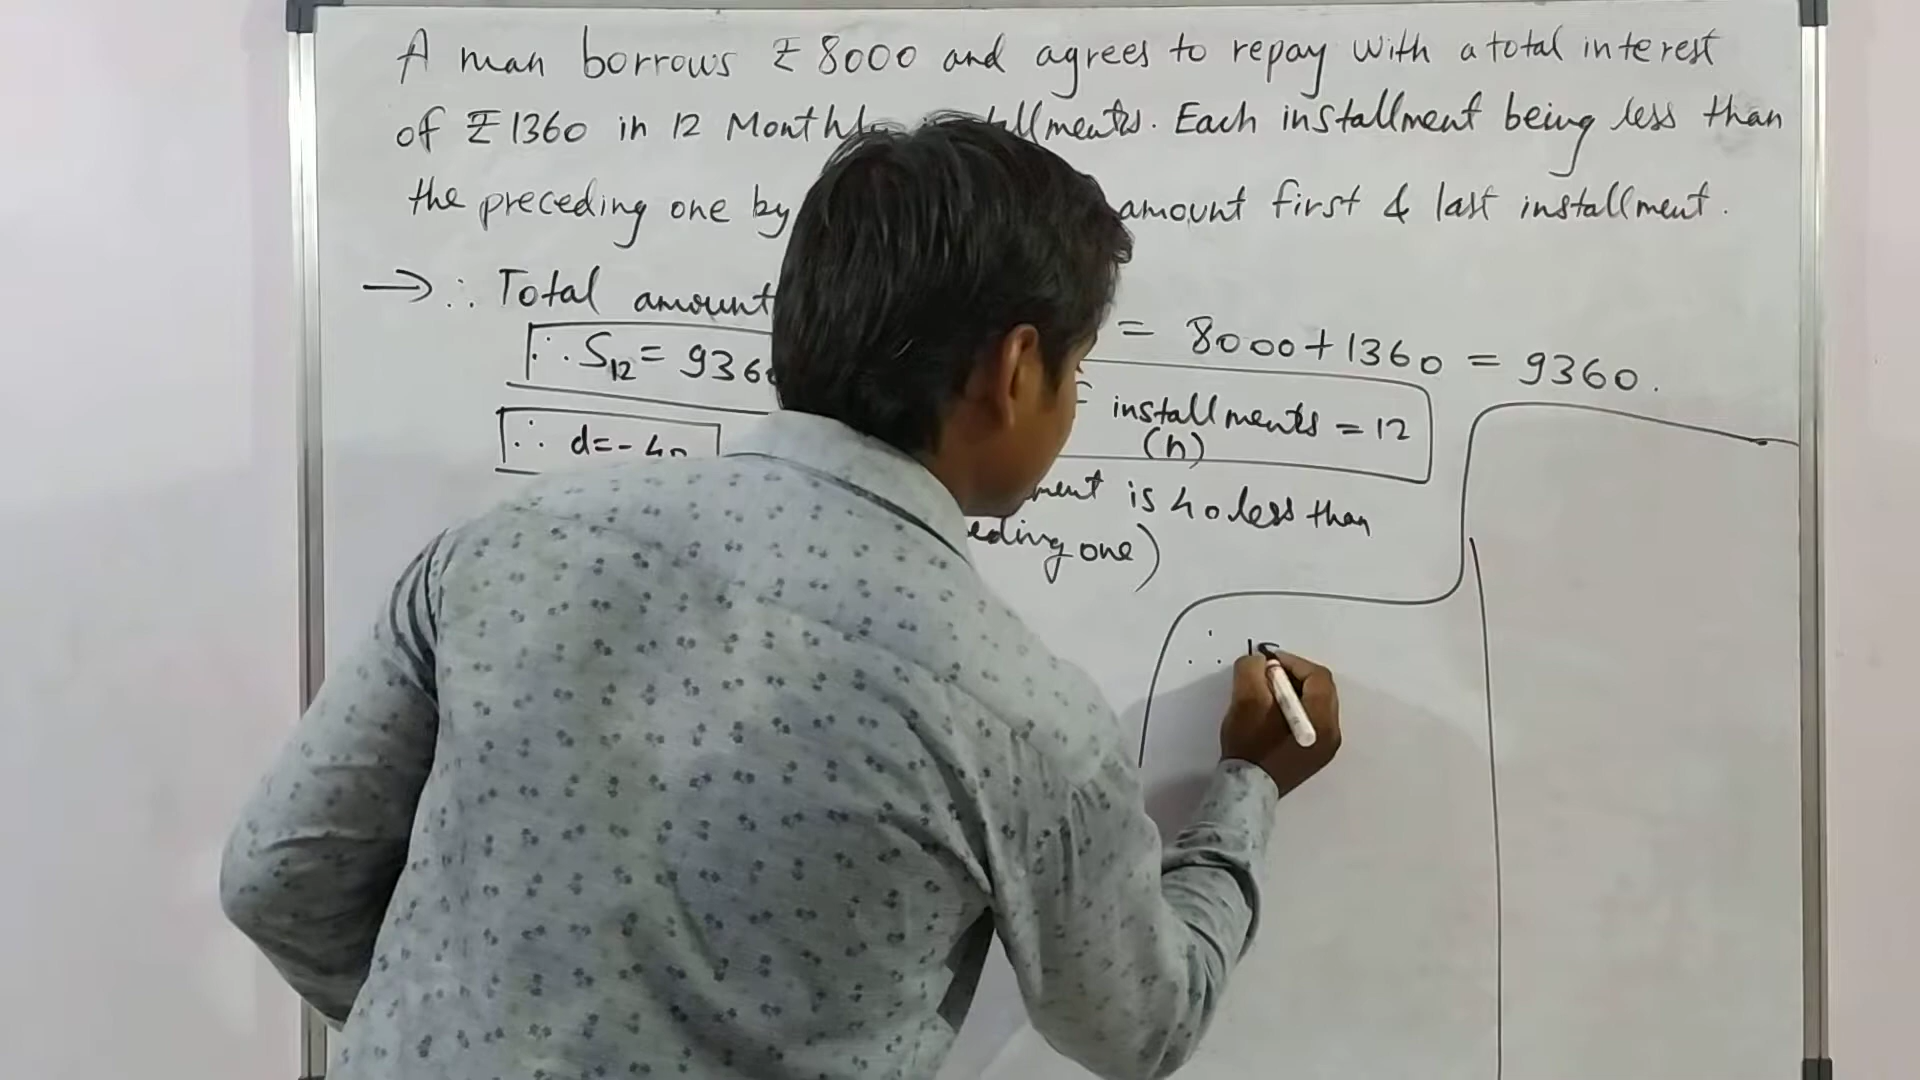 A man borrows ₹ 8000 and agrees to repay with a total interest
of ₹ 1360 in 12 Monthly installments. Each installment being less than
the preceding one by amount first & last installment.
→ ∴ Total amount = 8000 + 1360 = 9360.
∴ S12 = 9360
installments = 12
(n)
∴ d = - 40
is 40 less than
one)
∴